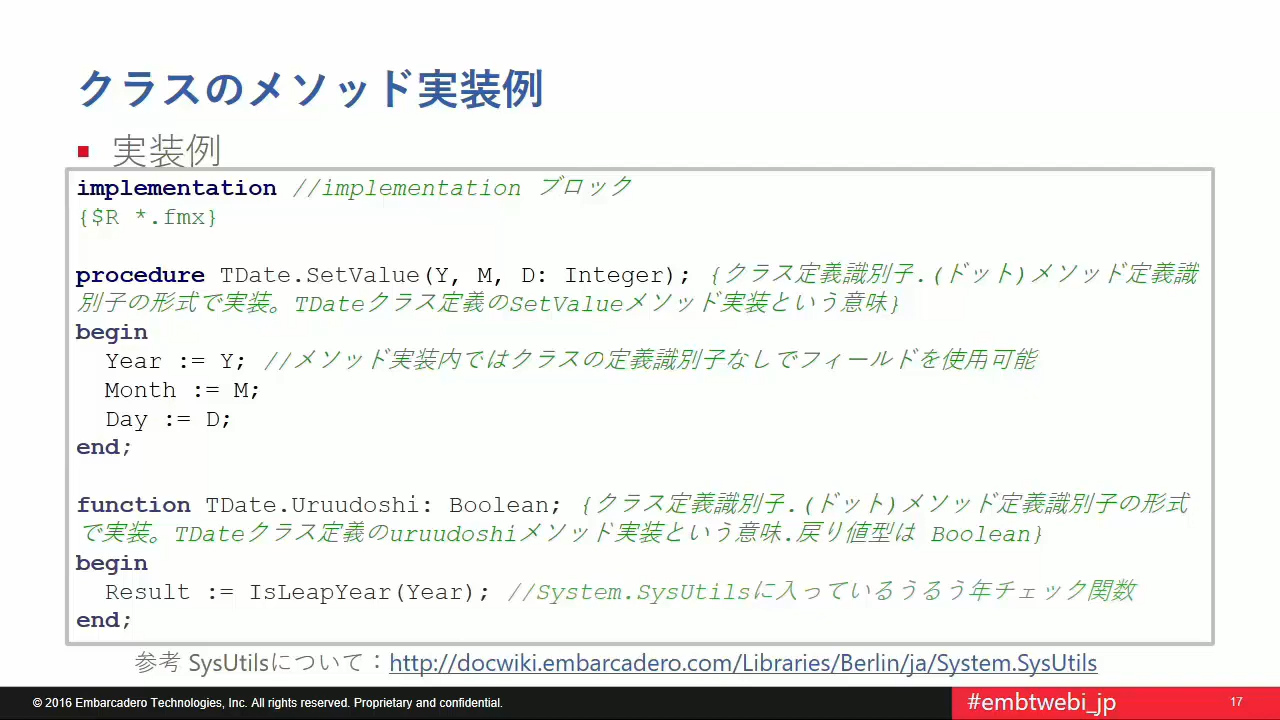 クラスのメソッド実装例
実装例
implementation //implementation ブロック
{$R *.fmx}
procedure TDate.SetValue(Y, M, D: Integer); {クラス定義識別子.(ドット)メソッド定義識
別子の形式で実装。TDateクラス定義のSetValueメソッド実装という意味}
begin
Year := Y; //メソッド実装内ではクラスの定義識別子なしでフィールドを使用可能
Month := M;
Day := D;
end;
function TDate.Uruudoshi: Boolean; {クラス定義識別子.(ドット)メソッド定義識別子の形式
で実装。TDateクラス定義のuruudoshiメソッド実装という意味.戻り値型は Boolean}
begin
Result := IsLeapYear(Year); //System.SysUtilsに入っているうるう年チェック関数
end;
参考 SysUtilsについて：http://docwiki.embarcadero.com/Libraries/Berlin/ja/System.SysUtils
© 2016 Embarcadero Technologies, Inc. All rights reserved. Proprietary and confidential.
#embtwebi_jp
17